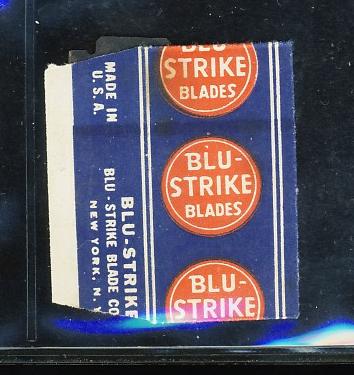 MADE IN
U.S.A.
BLU-STRIKE
BLU-STRIKE BLADE CO
NEW YORK, N.Y
BLU-
STRIKE
BLADES
BLU-
STRIKE
BLADES
BLU-
STRIKE